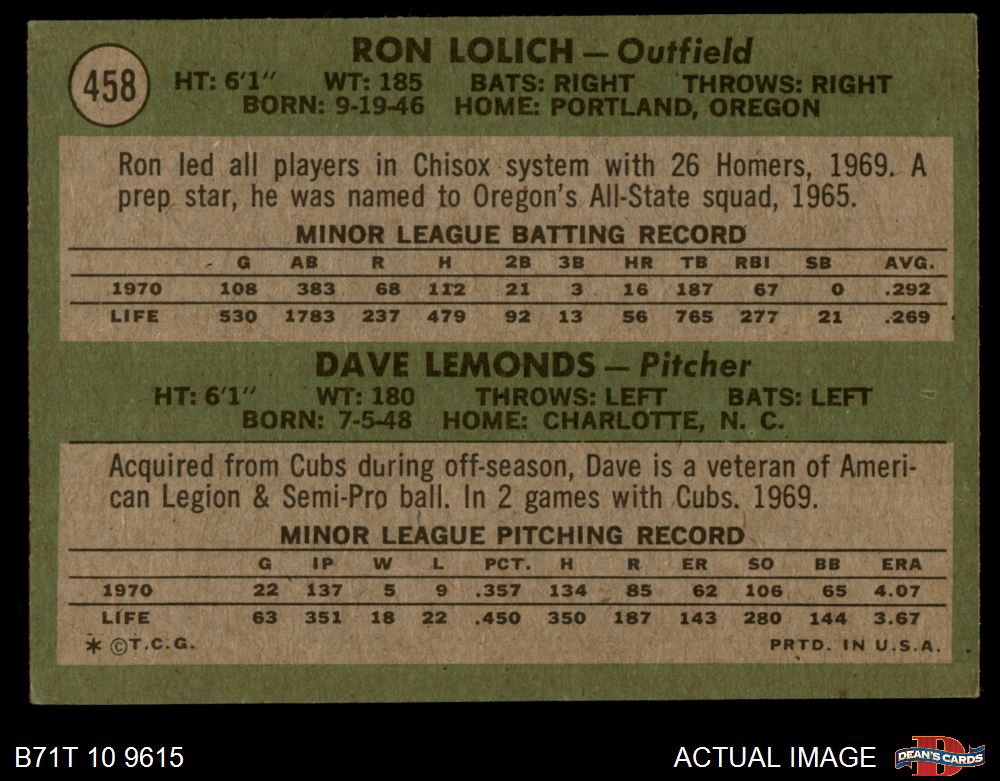 458
RON LOLICH — Outfield
HT: 6'1" WT: 185 BATS: RIGHT THROWS: RIGHT
BORN: 9-19-46 HOME: PORTLAND, OREGON
Ron led all players in Chisox system with 26 Homers, 1969. A
prep star, he was named to Oregon's All-State squad, 1965.
MINOR LEAGUE BATTING RECORD
G AB R H 2B 3B HR TB RBI SB AVG.
1970 108 383 68 112 21 3 16 187 67 0 .292
LIFE 530 1783 237 479 92 13 56 765 277 21 .269
DAVE LEMONDS — Pitcher
HT: 6'1" WT: 180 THROWS: LEFT BATS: LEFT
BORN: 7-5-48 HOME: CHARLOTTE, N. C.
Acquired from Cubs during off-season, Dave is a veteran of Ameri-
can Legion & Semi-Pro ball. In 2 games with Cubs. 1969.
MINOR LEAGUE PITCHING RECORD
G IP W L PCT. H R ER SO BB ERA
1970 22 137 5 9 .357 134 85 62 106 65 4.07
LIFE 63 351 18 22 .450 350 187 143 280 144 3.67
* ©T.C.G. PRTD. IN U.S.A.
B71T 10 9615 ACTUAL IMAGE D DEAN'S CARDS